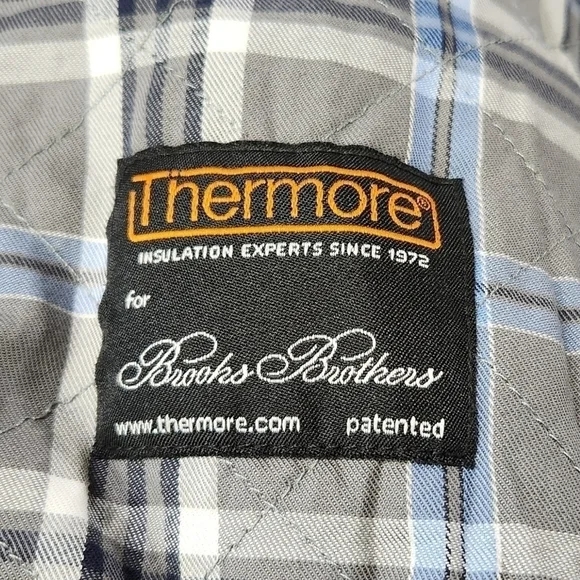 Thermore®
INSULATION EXPERTS SINCE 1972
for
Brooks Brothers
www.thermore.com patented